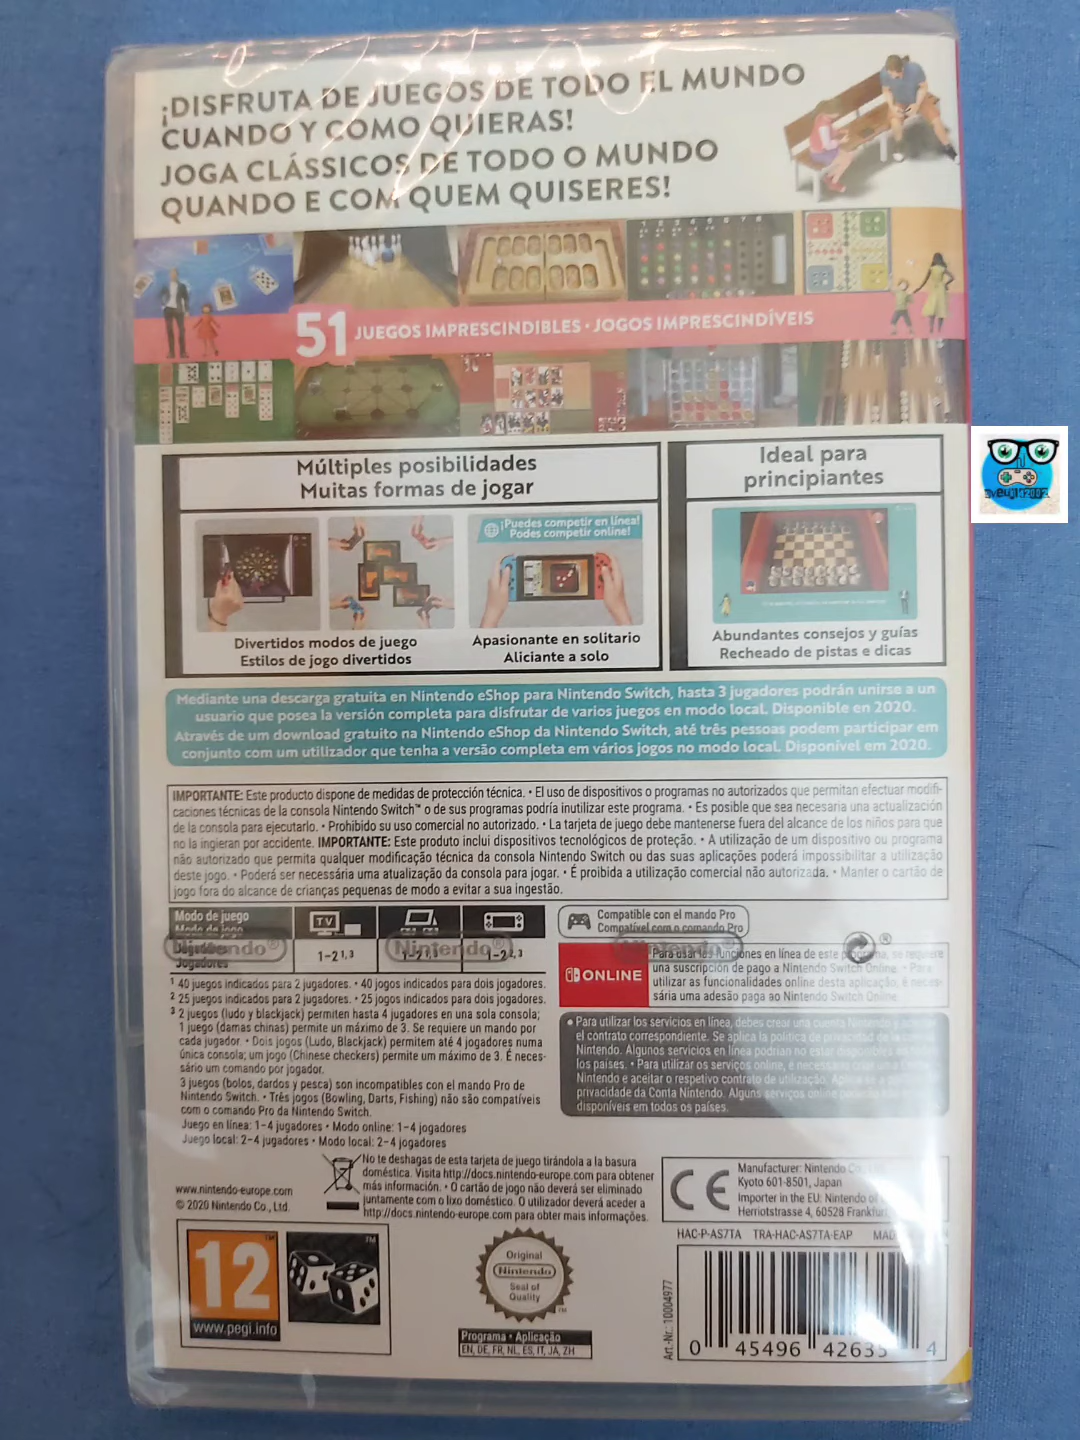 ¡DISFRUTA DE JUEGOS DE TODO EL MUNDO
CUANDO Y COMO QUIERAS!
JOGA CLÁSSICOS DE TODO O MUNDO
QUANDO E COM QUEM QUISERES!
51 JUEGOS IMPRESCINDIBLES · JOGOS IMPRESCINDÍVEIS
Múltiples posibilidades
Muitas formas de jogar
¡Puedes competir en línea!
Podes competir online!
Divertidos modos de juego
Estilos de jogo divertidos
Apasionante en solitario
Aliciante a solo
Ideal para
principiantes
Abundantes consejos y guías
Recheado de pistas e dicas
Mediante una descarga gratuita en Nintendo eShop para Nintendo Switch, hasta 3 jugadores podrán unirse a un
usuario que posea la versión completa para disfrutar de varios juegos en modo local. Disponible en 2020.
Através de um download gratuito na Nintendo eShop da Nintendo Switch, até três pessoas podem participar em
conjunto com um utilizador que tenha a versão completa em vários jogos no modo local. Disponível em 2020.
IMPORTANTE: Este producto dispone de medidas de protección técnica. • El uso de dispositivos o programas no autorizados que permitan efectuar modifi-
caciones técnicas de la consola Nintendo Switch™ o de sus programas podría inutilizar este programa. • Es posible que sea necesaria una actualización
de la consola para ejecutarlo. • Prohibido su uso comercial no autorizado. • La tarjeta de juego debe mantenerse fuera del alcance de los niños para que
no la ingieran por accidente. IMPORTANTE: Este produto inclui dispositivos tecnológicos de proteção. • A utilização de um dispositivo ou programa
não autorizado que permita qualquer modificação técnica da consola Nintendo Switch ou das suas aplicações poderá impossibilitar a utilização
deste jogo. • Poderá ser necessária uma atualização da consola para jogar. • É proibida a utilização comercial não autorizada. • Manter o cartão de
jogo fora do alcance de crianças pequenas de modo a evitar a sua ingestão.
Modo de juego
Modo de jogo
TV
Jugadores
Jogadores
1-2 1, 3
1-2 1, 3
1-2 2, 3
Nintendo
Nintendo
Compatible con el mando Pro
Compatível com o comando Pro
ONLINE
Para usar las funciones en línea de este programa, se requiere
una suscripción de pago a Nintendo Switch Online. • Para
utilizar as funcionalidades online desta aplicação, é neces-
sária uma adesão paga ao Nintendo Switch Online.
1 40 juegos indicados para 2 jugadores. • 40 jogos indicados para dois jogadores.
2 25 juegos indicados para 2 jugadores. • 25 jogos indicados para dois jogadores.
3 2 juegos (ludo y blackjack) permiten hasta 4 jugadores en una sola consola;
1 juego (damas chinas) permite un máximo de 3. Se requiere un mando por
cada jugador. • Dois jogos (Ludo, Blackjack) permitem até 4 jogadores numa
única consola; um jogo (Chinese checkers) permite um máximo de 3. É neces-
sário um comando por jogador.
3 juegos (bolos, dardos y pesca) son incompatibles con el mando Pro de
Nintendo Switch. • Três jogos (Bowling, Darts, Fishing) não são compatíveis
com o comando Pro da Nintendo Switch.
Juego en línea: 1-4 jugadores • Modo online: 1-4 jogadores
Juego local: 2-4 jugadores • Modo local: 2-4 jogadores
• Para utilizar los servicios en línea, debes crear una cuenta Nintendo y
el contrato correspondiente. Se aplica la política de privacidad de
Nintendo. Algunos servicios en línea podrían no estar disponibles en todos
los países. • Para utilizar os serviços online, é necessário
Nintendo e aceitar o respetivo contrato de utilização.
privacidade da Conta Nintendo. Alguns serviços online
disponíveis em todos os países.
No te deshagas de esta tarjeta de juego tirándola a la basura
doméstica. Visita http://docs.nintendo-europe.com para obtener
más información. • O cartão de jogo não deverá ser eliminado
juntamente com o lixo doméstico. O utilizador deverá aceder a
http://docs.nintendo-europe.com para obter mais informações.
www.nintendo-europe.com
© 2020 Nintendo Co., Ltd.
CE
Manufacturer: Nintendo Co.,
Kyoto 601-8501, Japan
Importer in the EU: Nintendo of
Herriotstrasse 4, 60528 Frankfurt
HAC-P-AS7TA TRA-HAC-AS7TA-EAP
12
www.pegi.info
Original
Nintendo
Seal of
Quality
Programa • Aplicação
EN, DE, FR, NL, ES, IT, JA, ZH
Art.-Nr.: 10004977
0 45496 42635 4